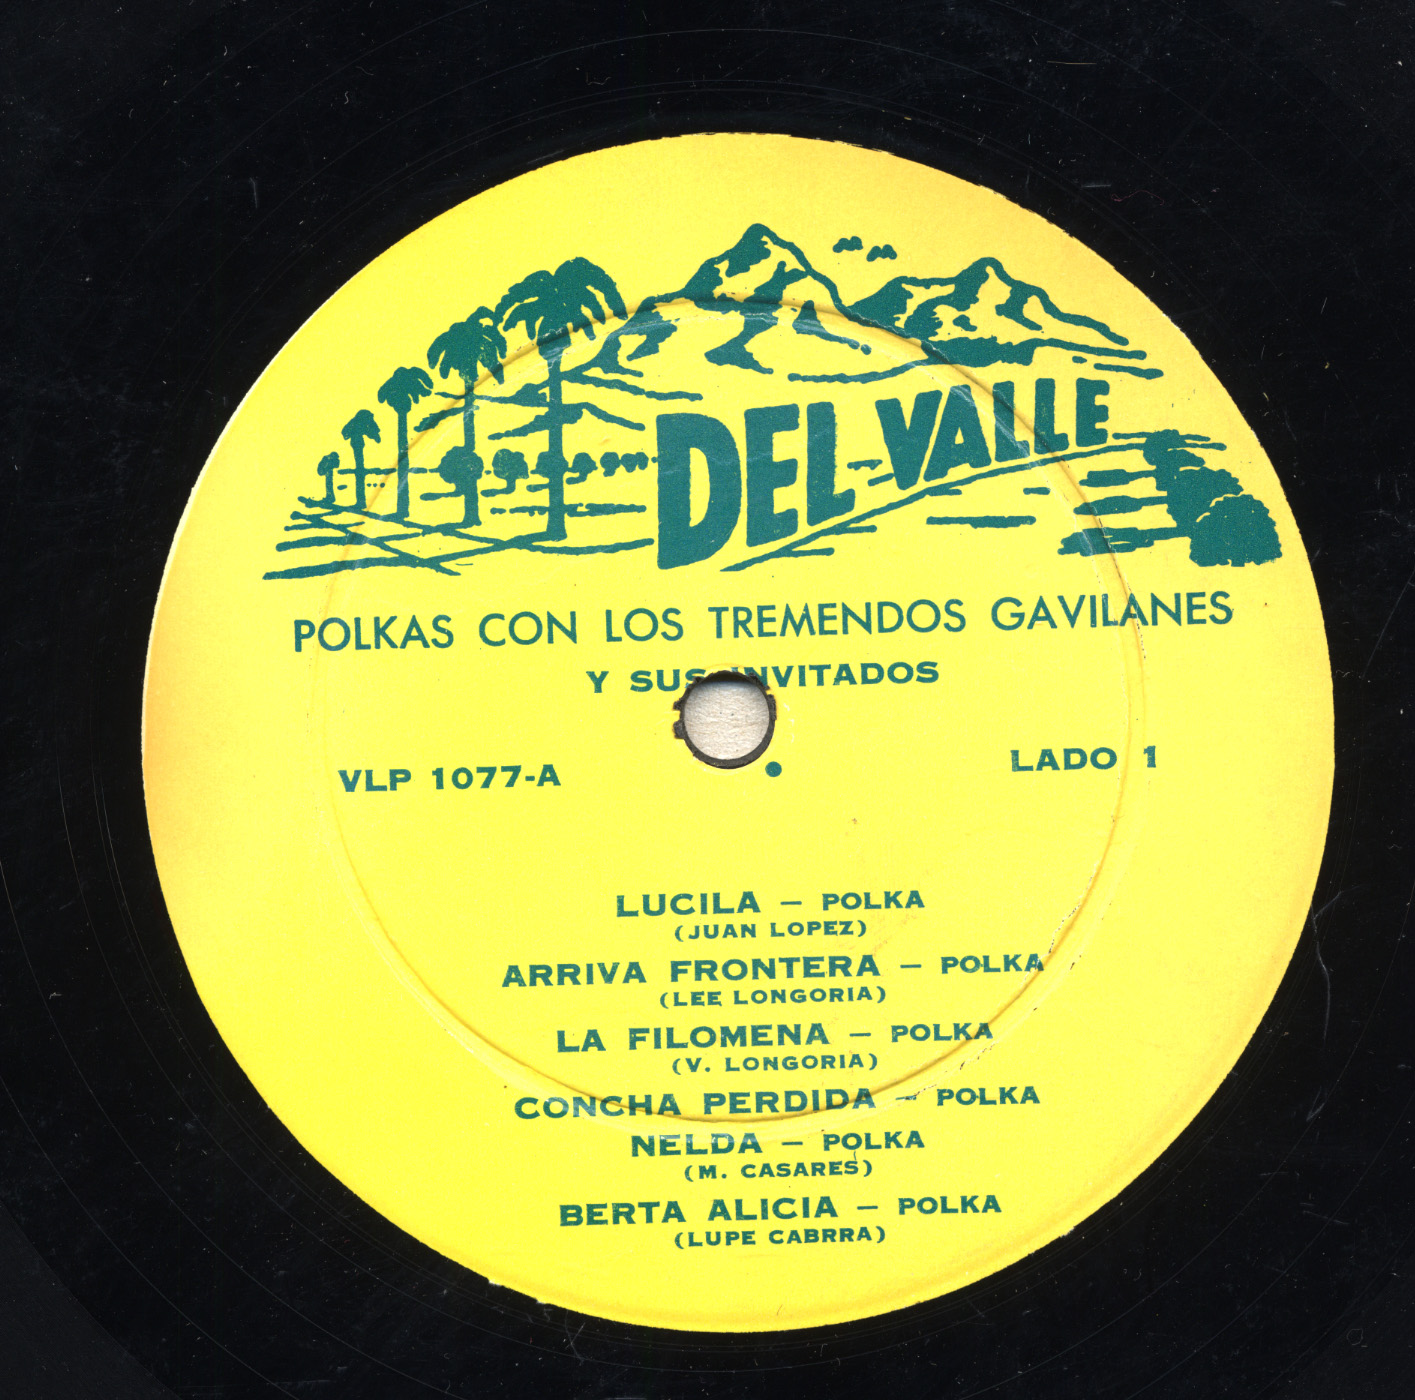 DEL VALLE
POLKAS CON LOS TREMENDOS GAVILANES
Y SUS INVITADOS
VLP 1077-A
LADO 1
LUCILA — POLKA
(JUAN LOPEZ)
ARRIVA FRONTERA — POLKA
(LEE LONGORIA)
LA FILOMENA — POLKA
(V. LONGORIA)
CONCHA PERDIDA — POLKA
NELDA — POLKA
(M. CASARES)
BERTA ALICIA — POLKA
(LUPE CABRRA)